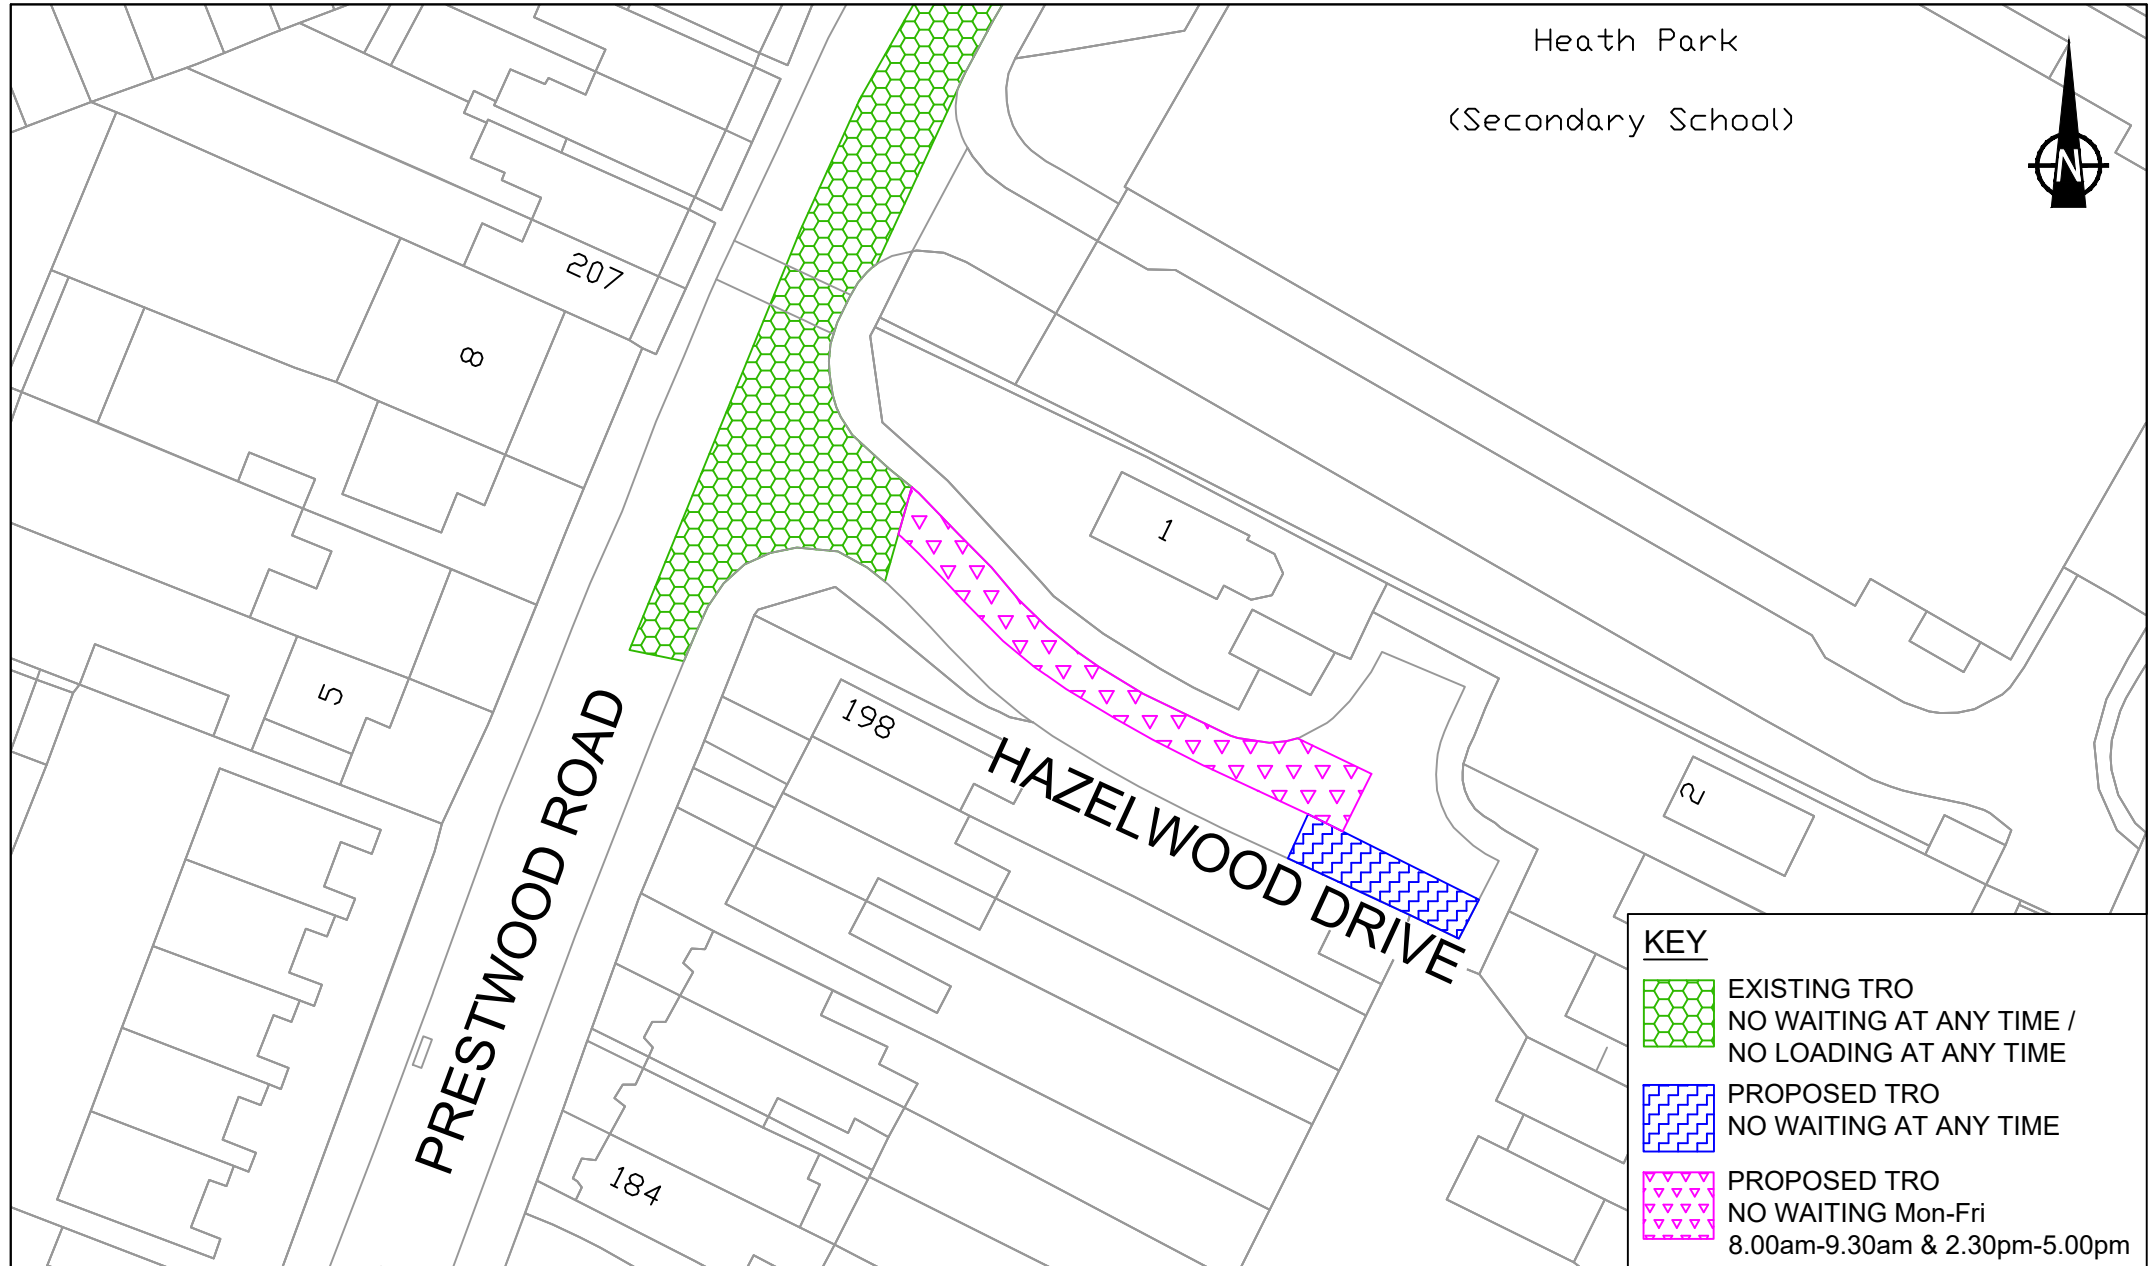 Heath Park
(Secondary School)
N
207
8
1
5
198
2
184
PRESTWOOD ROAD
HAZELWOOD DRIVE
KEY
EXISTING TRO
NO WAITING AT ANY TIME /
NO LOADING AT ANY TIME
PROPOSED TRO
NO WAITING AT ANY TIME
PROPOSED TRO
NO WAITING Mon-Fri
8.00am-9.30am & 2.30pm-5.00pm